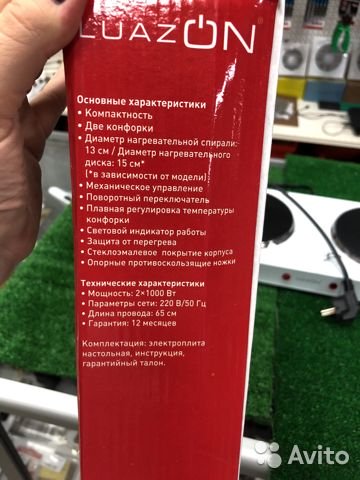 LUAZON
Основные характеристики
• Компактность
• Две конфорки
• Диаметр нагревательной спирали:
13 см / Диаметр нагревательного
диска: 15 см*
(*в зависимости от модели)
• Механическое управление
• Поворотный переключатель
• Плавная регулировка температуры
конфорки
• Световой индикатор работы
• Защита от перегрева
• Стеклоэмалевое покрытие корпуса
• Опорные противоскользящие ножки
Технические характеристики
• Мощность: 2×1000 Вт
• Параметры сети: 220 В/50 Гц
• Длина провода: 65 см
• Гарантия: 12 месяцев
Комплектация: электроплита
настольная, инструкция,
гарантийный талон.
Avito